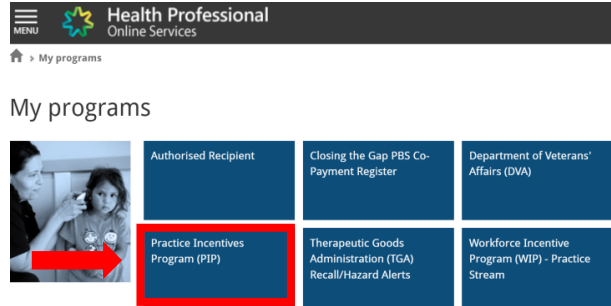 MENU
Health Professional
Online Services
> My programs
My programs
Authorised Recipient
Closing the Gap PBS Co-
Payment Register
Department of Veterans'
Affairs (DVA)
Practice Incentives
Program (PIP)
Therapeutic Goods
Administration (TGA)
Recall/Hazard Alerts
Workforce Incentive
Program (WIP) - Practice
Stream